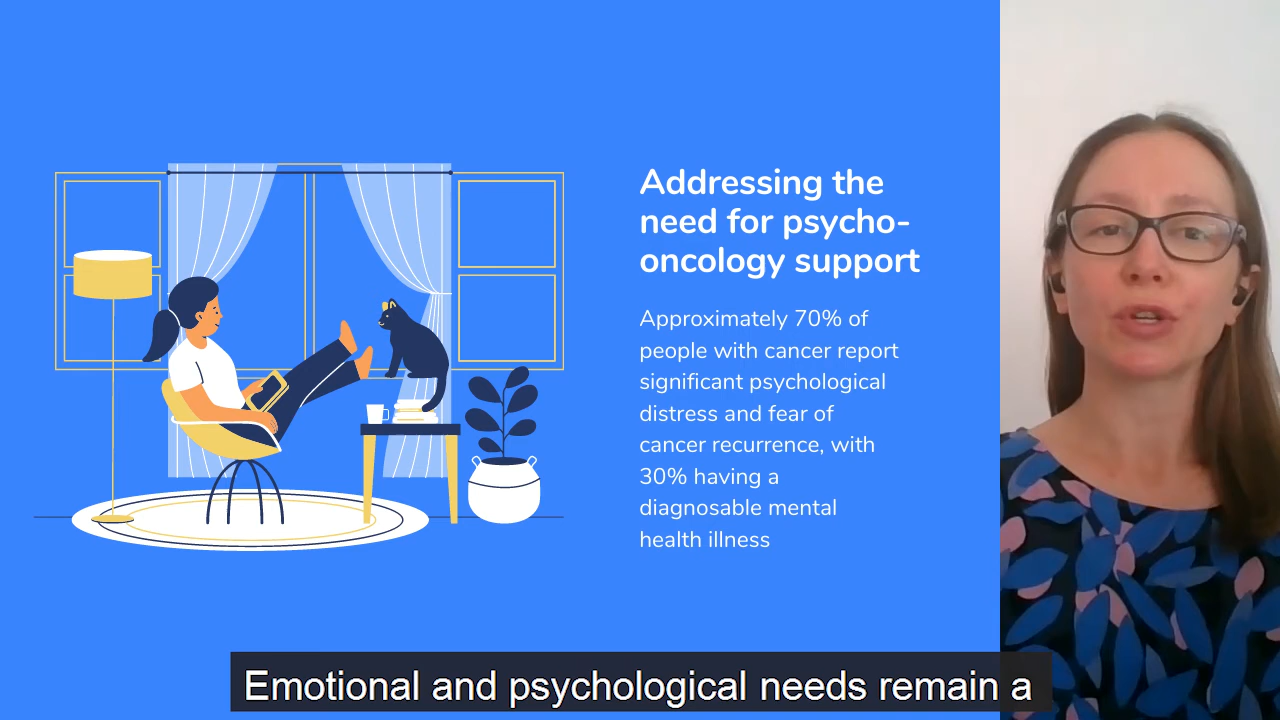 Addressing the
need for psycho-
oncology support
Approximately 70% of
people with cancer report
significant psychological
distress and fear of
cancer recurrence, with
30% having a
diagnosable mental
health illness
Emotional and psychological needs remain a